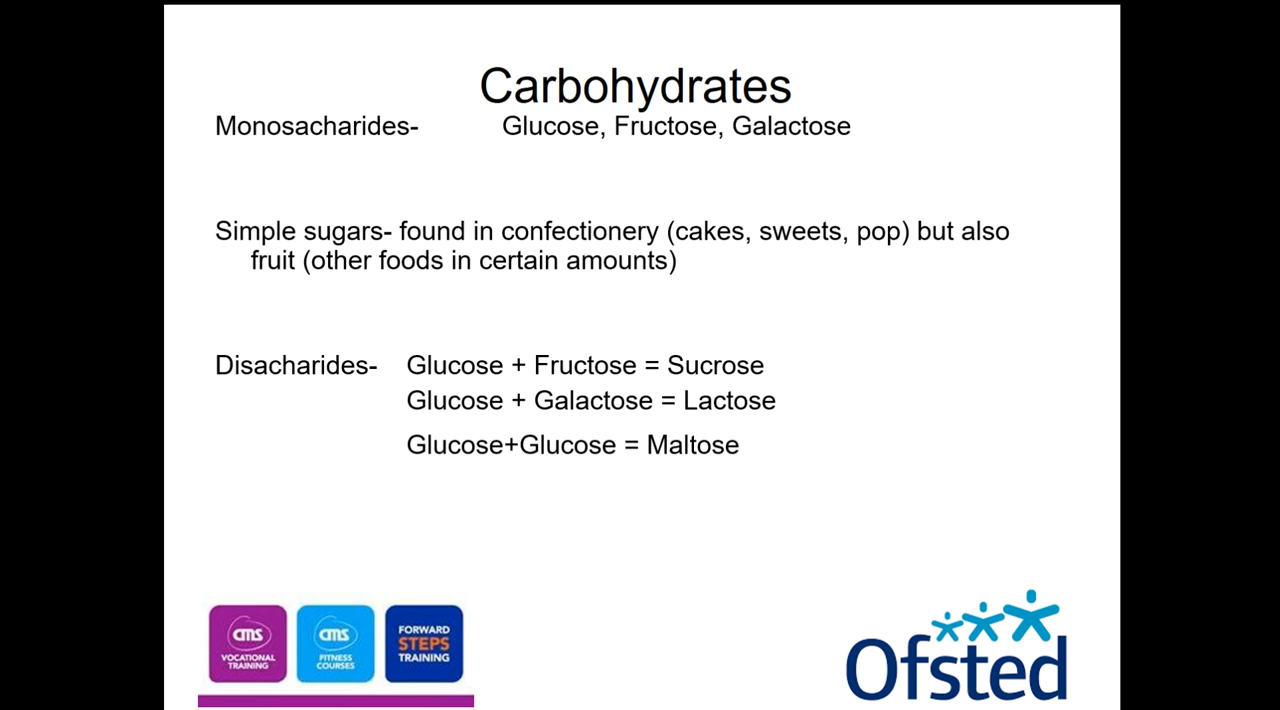 Carbohydrates
Monosacharides- Glucose, Fructose, Galactose
Simple sugars- found in confectionery (cakes, sweets, pop) but also
fruit (other foods in certain amounts)
Disacharides- Glucose + Fructose = Sucrose
Glucose + Galactose = Lactose
Glucose+Glucose = Maltose
cms
VOCATIONAL
TRAINING
cms
FITNESS
COURSES
FORWARD
STEPS
TRAINING
Ofsted